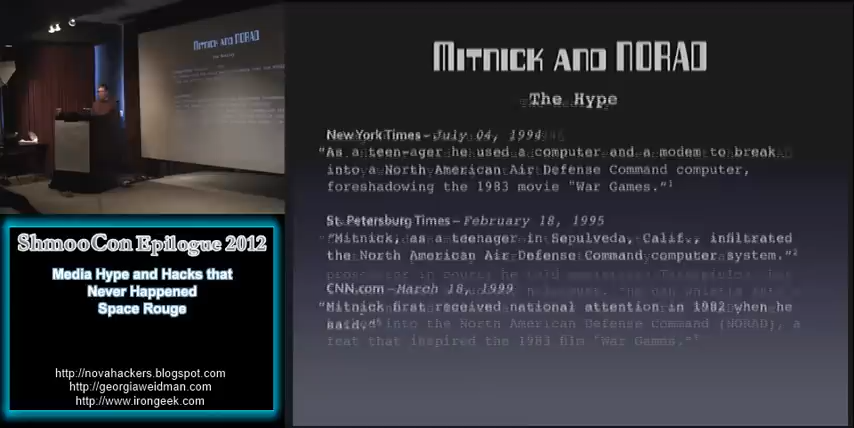 Mitnick and NORAD
The Hype
New York Times - July 04, 1994
"As a teen-ager he used a computer and a modem to break
into a North American Air Defense Command computer,
foreshadowing the 1983 movie "War Games."1
St. Petersburg Times - February 18, 1995
"Mitnick, as a teenager in Sepulveda, Calif., infiltrated
the North American Air Defense Command computer system."2
CNN.com - March 18, 1999
"Mitnick first received national attention in 1982 when he
into the North American Defense Command (NORAD), a
feat that inspired the 1983 film "War Games."
Mitnick and NORAD
ShmooCon Epilogue 2012
Media Hype and Hacks that
Never Happened
Space Rouge
http://novahackers.blogspot.com
http://georgiaweidman.com
http://www.irongeek.com